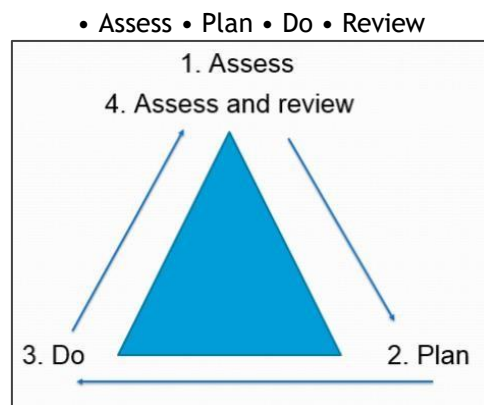 • Assess • Plan • Do • Review
1. Assess
4. Assess and review
3. Do
2. Plan